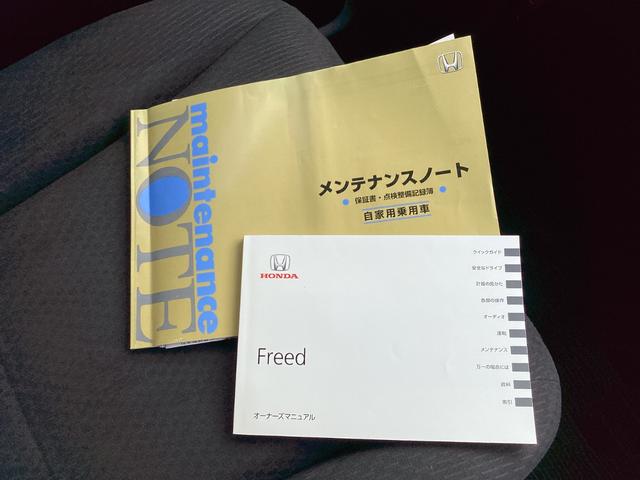 maintenance
NOTE
メンテナンスノート
保証書・点検整備記録簿
自家用乗用車
HONDA
Freed
オーナーズマニュアル
クイックガイド
安全なドライブ
計器の見かた
各部の操作
オーディオ
運転
メンテナンス
万一の場合には
資料
索引